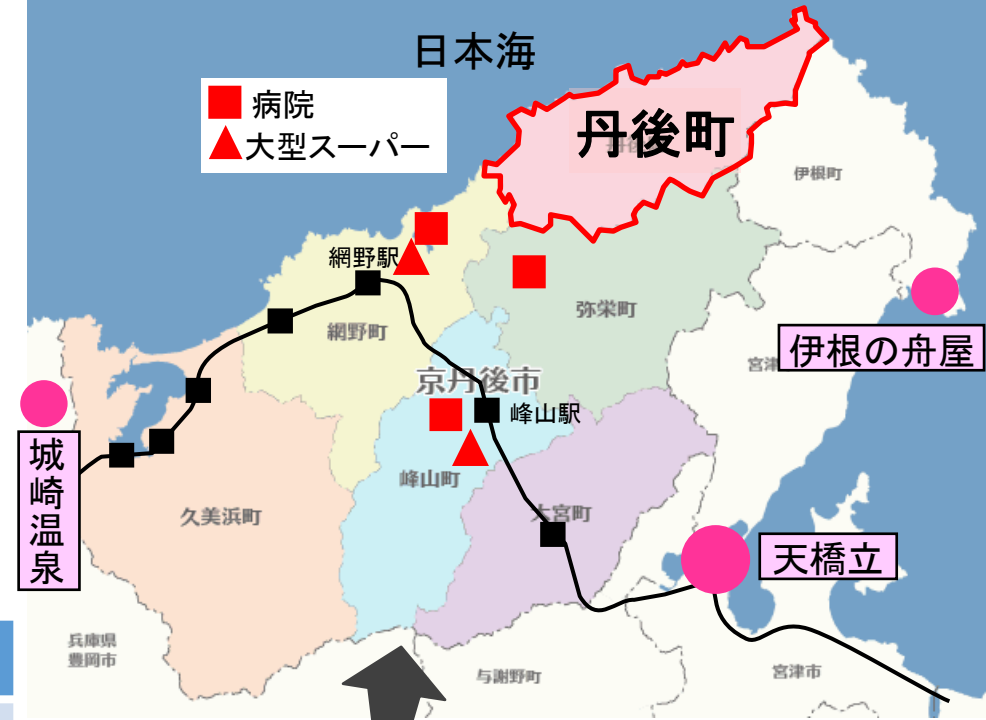 日本海
病院
大型スーパー
丹後町
伊根町
網野駅
弥栄町
網野町
伊根の舟屋
京丹後市
峰山駅
城崎温泉
峰山町
久美浜町
大宮町
天橋立
兵庫県
豊岡市
与謝野町
宮津市